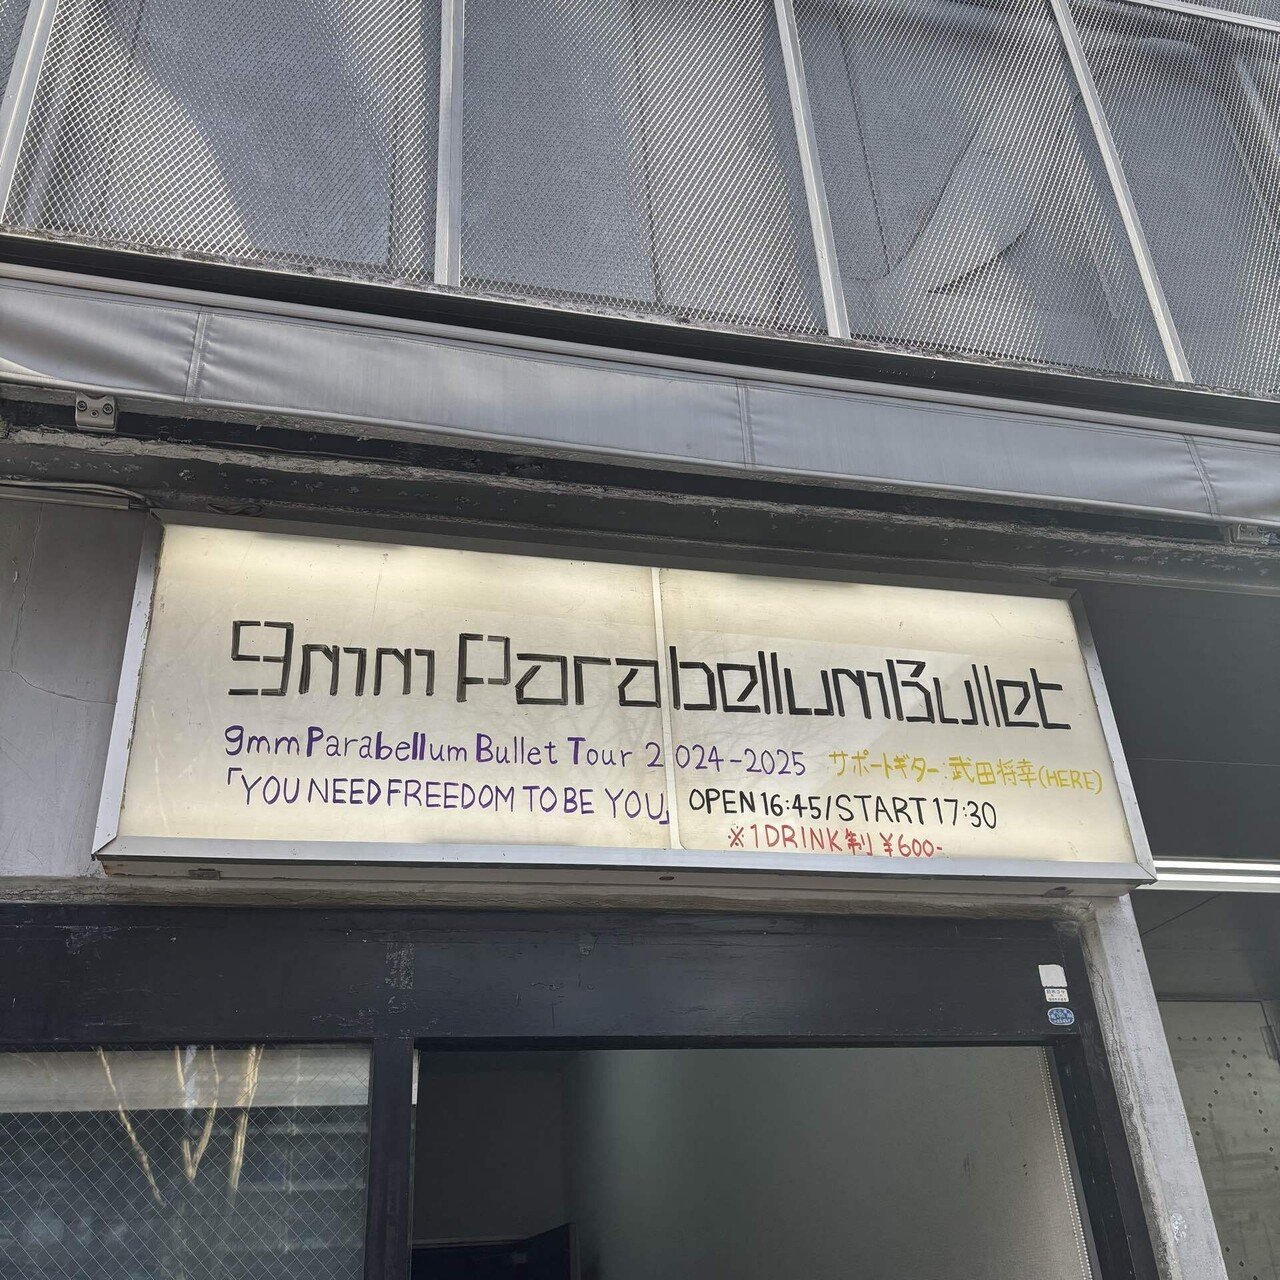 9mm Parabellum Bullet
9mm Parabellum Bullet Tour 2024-2025
「YOU NEED FREEDOM TO BE YOU」
サポートギター:武田将幸(HERE)
OPEN 16:45/START 17:30
※1DRINK制 ¥600-